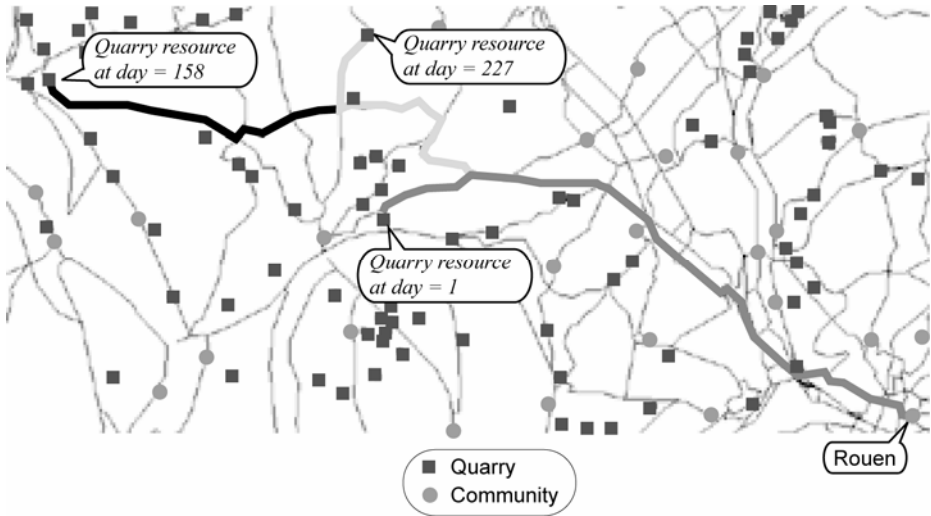 Quarry resource
at day = 158
Quarry resource
at day = 227
Quarry resource
at day = 1
Rouen
Quarry
Community